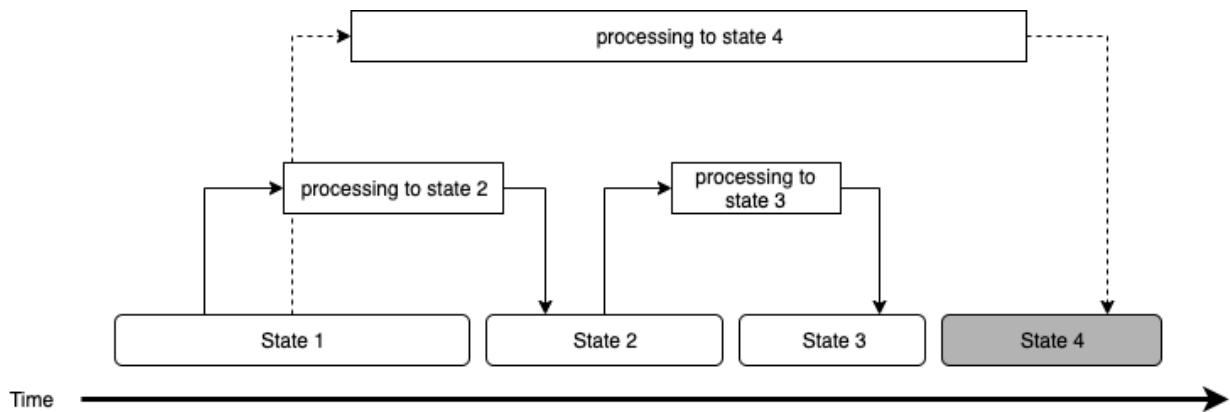 processing to state 4
processing to state 2
processing to
state 3
State 1
State 2
State 3
State 4
Time